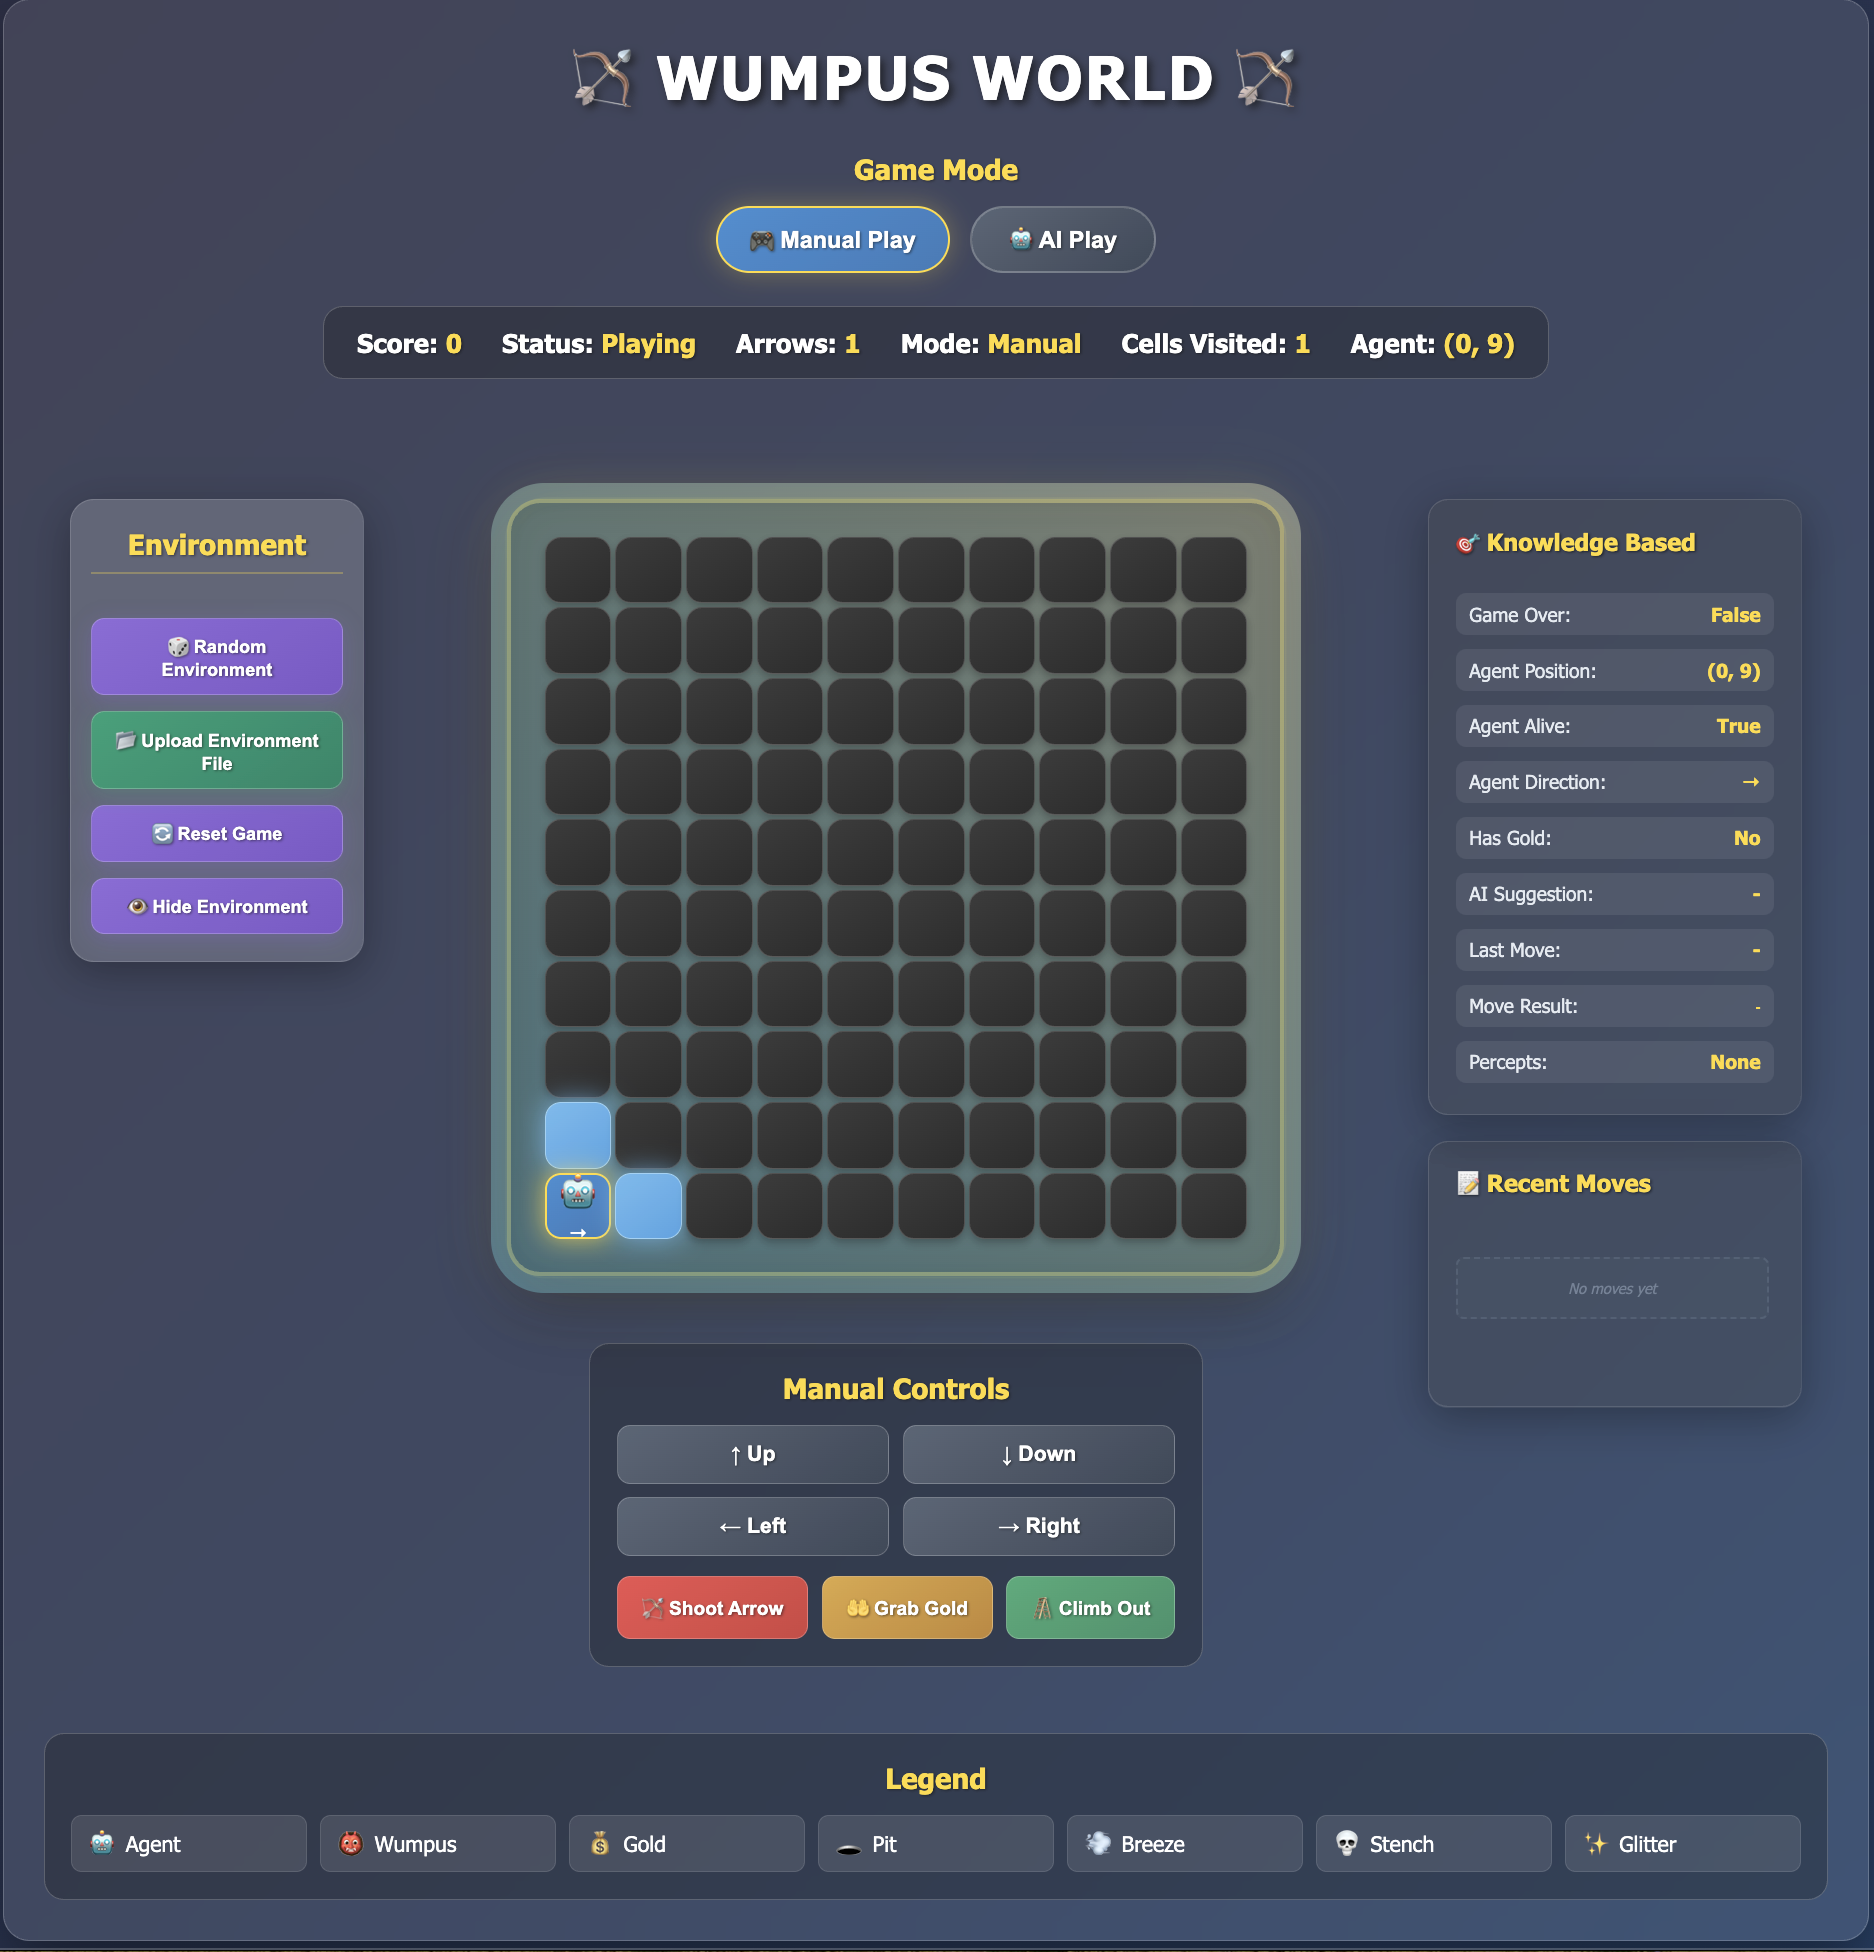 WUMPUS WORLD
Game Mode
Manual Play
AI Play
Score: 0 Status: Playing Arrows: 1 Mode: Manual Cells Visited: 1 Agent: (0, 9)
Environment
Random
Environment
Upload Environment
File
Reset Game
Hide Environment
→
Knowledge Based
Game Over: False
Agent Position: (0, 9)
Agent Alive: True
Agent Direction: →
Has Gold: No
AI Suggestion: -
Last Move: -
Move Result: -
Percepts: None
Recent Moves
No moves yet
Manual Controls
↑ Up
↓ Down
← Left
→ Right
Shoot Arrow
Grab Gold
Climb Out
Legend
Agent
Wumpus
Gold
Pit
Breeze
Stench
Glitter